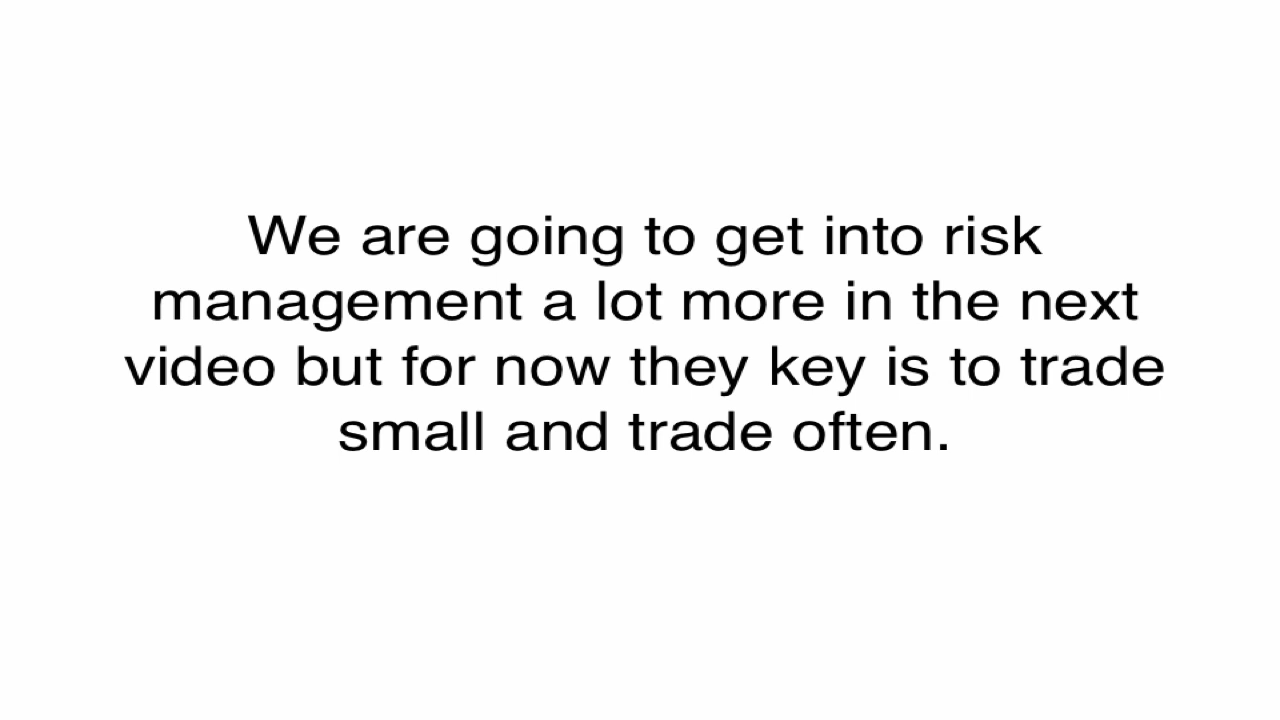 We are going to get into risk
management a lot more in the next
video but for now they key is to trade
small and trade often.